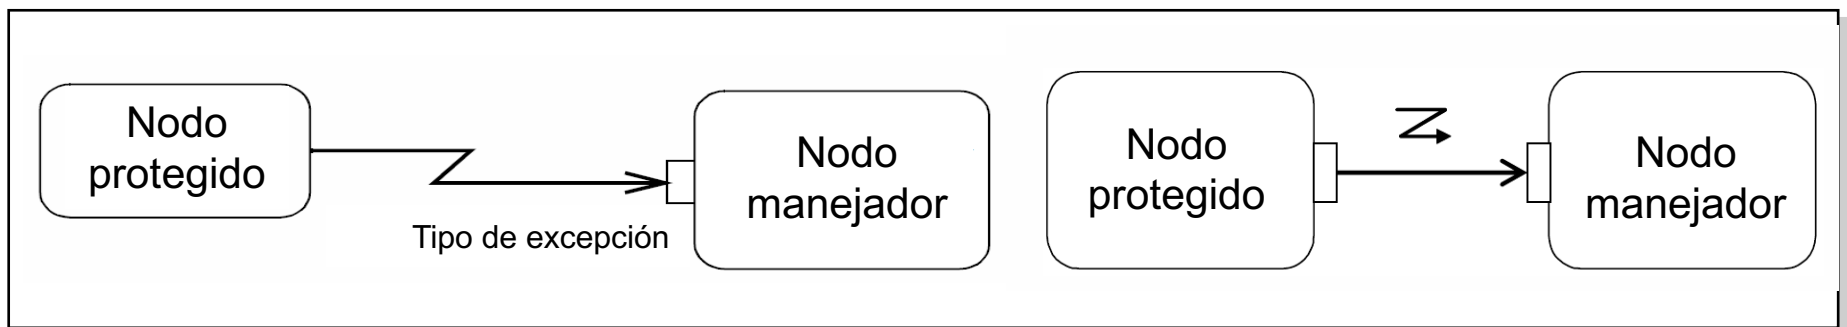 Nodo
protegido
Tipo de excepción
Nodo
manejador
Nodo
protegido
Nodo
manejador